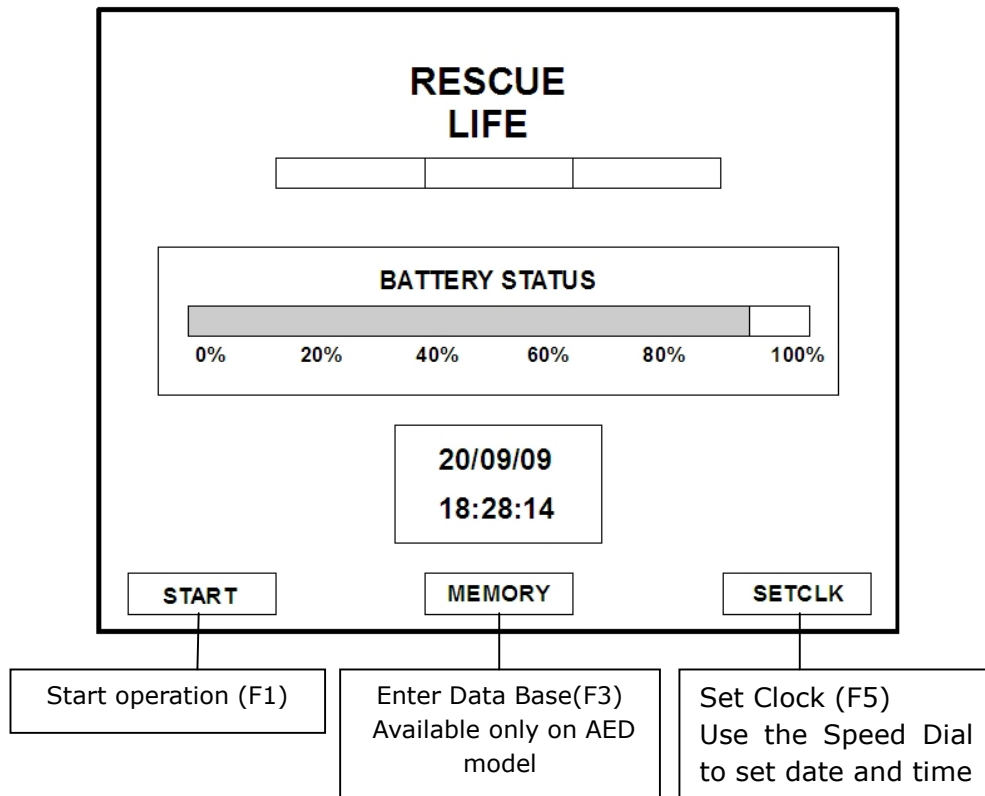 RESCUE
LIFE
BATTERY STATUS
0% 20% 40% 60% 80% 100%
20/09/09
18:28:14
START MEMORY SETCLK
Start operation (F1)
Enter Data Base(F3)
Available only on AED
model
Set Clock (F5)
Use the Speed Dial
to set date and time